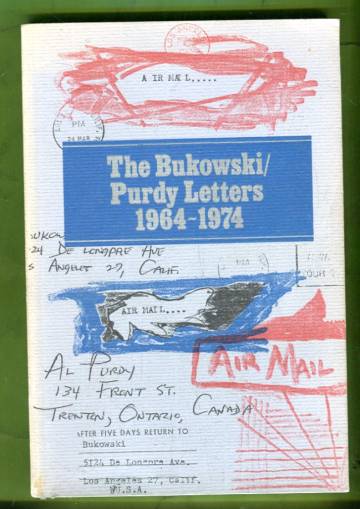 A IR MAIL.....
PM
24 MAR
The Bukowski/
Purdy Letters
1964-1974
24 DE LONGPRE AVE
S ANGELES 27, CALIF.
AIR MAIL....
AL PURDY
134 FRONT ST.
TRENTON, ONTARIO, CANADA
AIR MAIL
AFTER FIVE DAYS RETURN TO
Bukowski
5124 De Longpre Ave.
Los Angeles 27, Calif.
U.S.A.